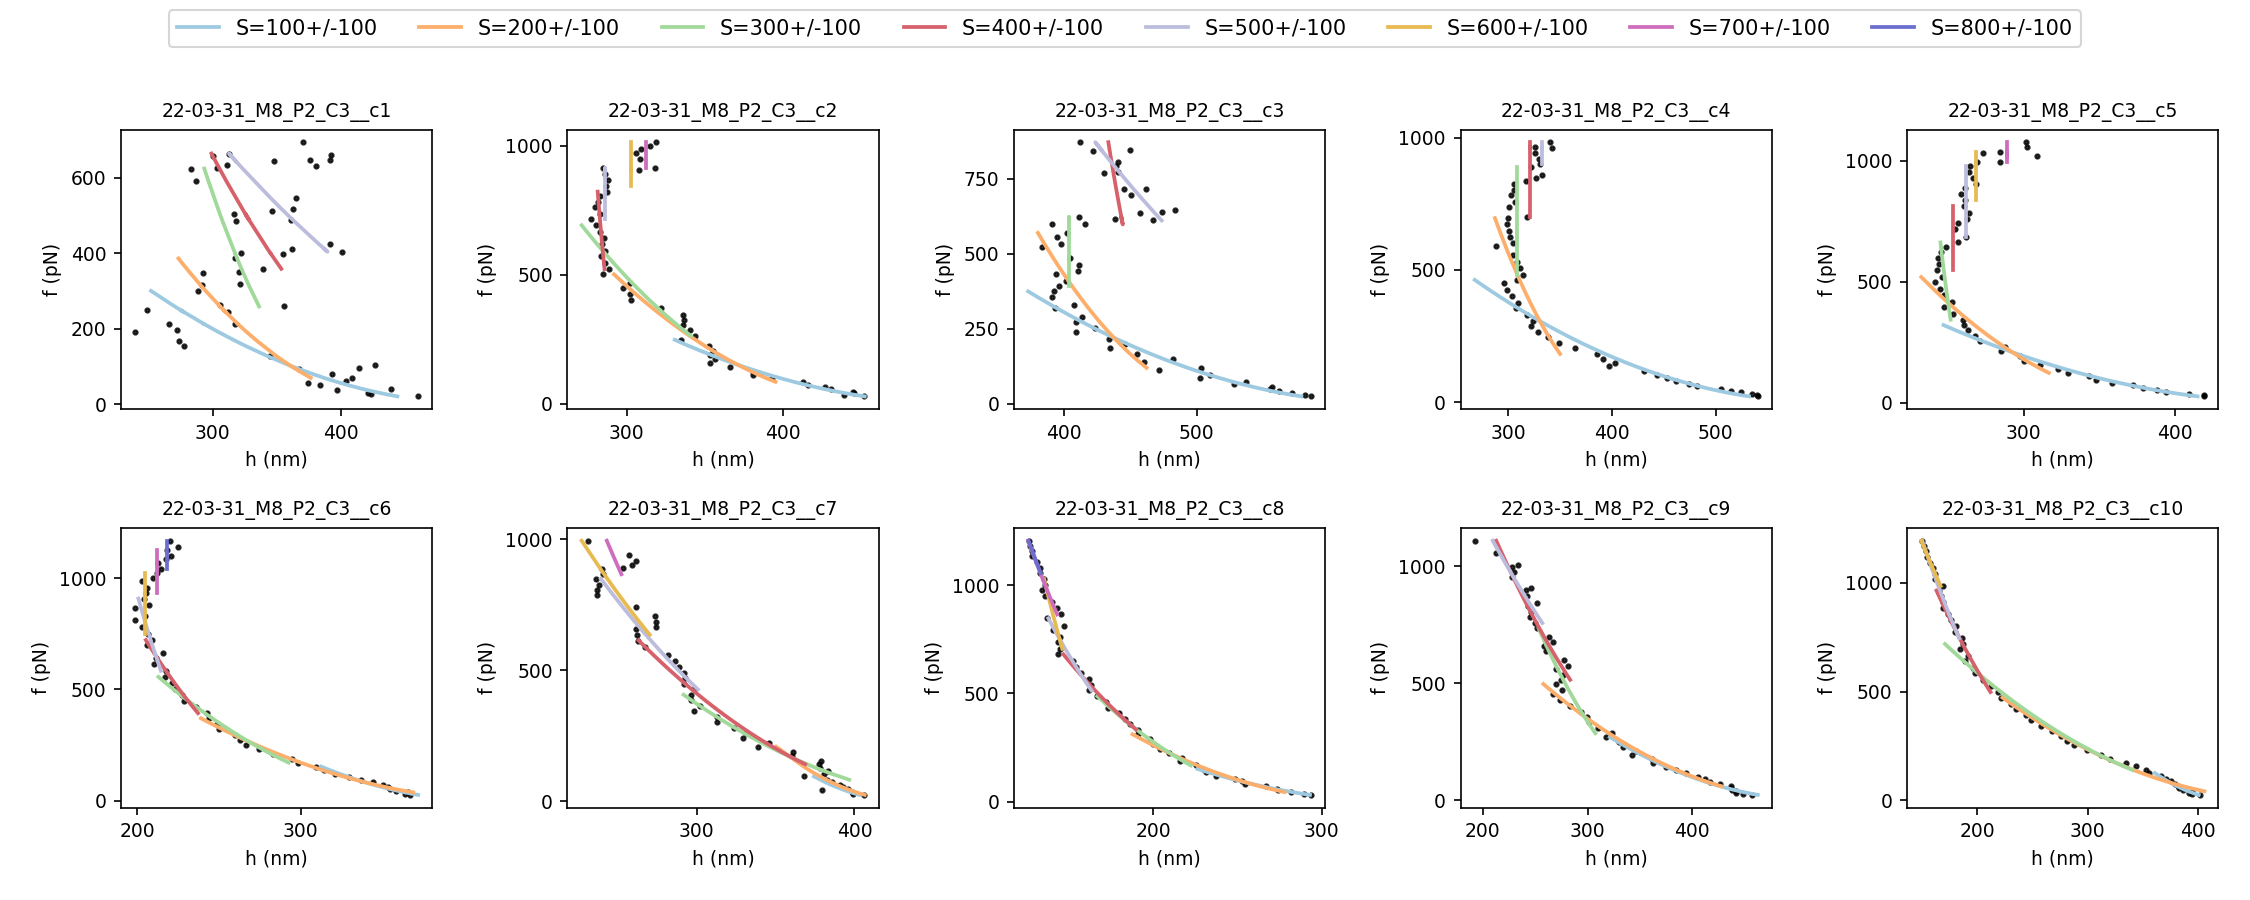 S=100+/-100 S=200+/-100 S=300+/-100 S=400+/-100 S=500+/-100 S=600+/-100 S=700+/-100 S=800+/-100
22-03-31_M8_P2_C3__c1
600
400
200
0
300 400
f (pN)
h (nm)
22-03-31_M8_P2_C3__c2
1000
500
0
300 400
f (pN)
h (nm)
22-03-31_M8_P2_C3__c3
750
500
250
0
400 500
f (pN)
h (nm)
22-03-31_M8_P2_C3__c4
1000
500
0
300 400 500
f (pN)
h (nm)
22-03-31_M8_P2_C3__c5
1000
500
0
300 400
f (pN)
h (nm)
22-03-31_M8_P2_C3__c6
1000
500
0
200 300
f (pN)
h (nm)
22-03-31_M8_P2_C3__c7
1000
500
0
300 400
f (pN)
h (nm)
22-03-31_M8_P2_C3__c8
1000
500
0
200 300
f (pN)
h (nm)
22-03-31_M8_P2_C3__c9
1000
500
0
200 300 400
f (pN)
h (nm)
22-03-31_M8_P2_C3__c10
1000
500
0
200 300 400
f (pN)
h (nm)